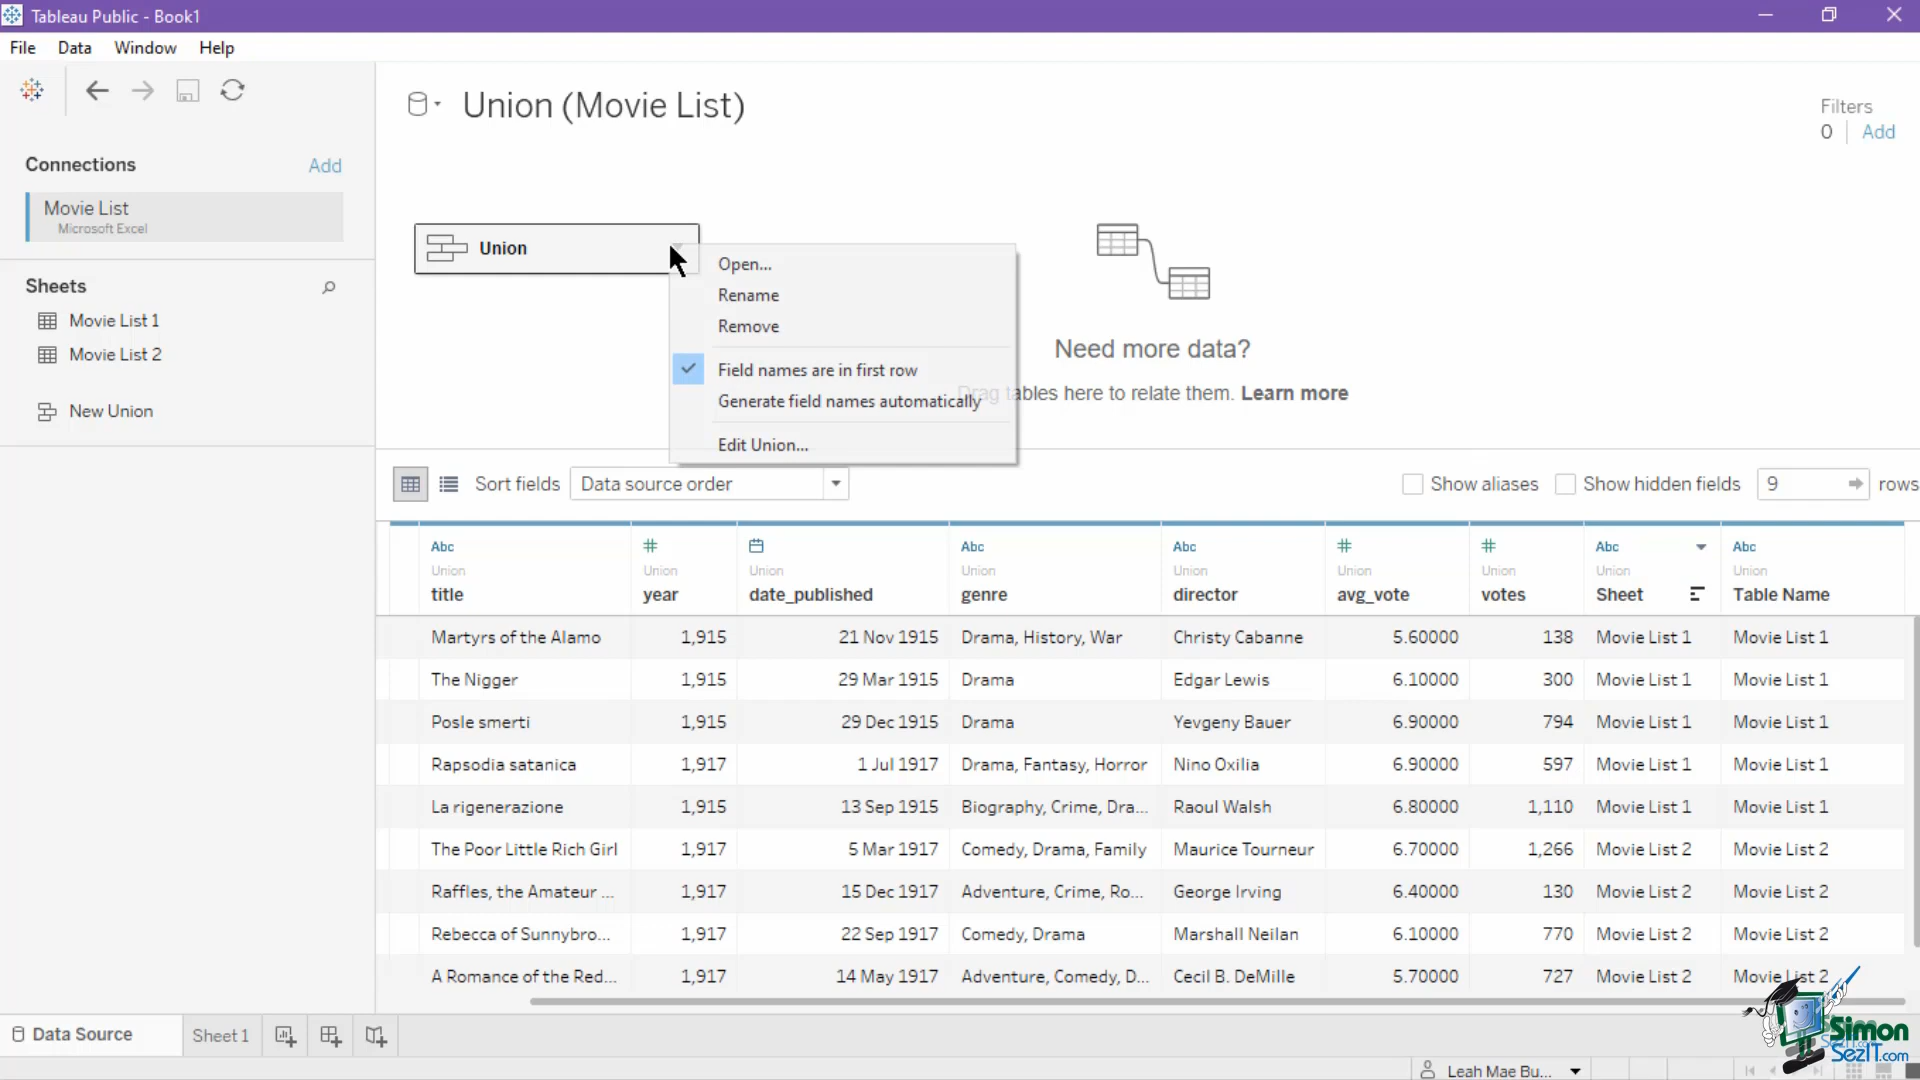 Tableau Public - Book1
File Data Window Help
Connections Add
Movie List
Microsoft Excel
Sheets
Movie List 1
Movie List 2
New Union
Union (Movie List)
Filters
0 Add
Union
Open...
Rename
Remove
Field names are in first row
Generate field names automatically
Edit Union...
Need more data?
Drag tables here to relate them. Learn more
Sort fields Data source order Show aliases Show hidden fields 9 rows
Abc # Abc Abc # # Abc Abc
Union Union Union Union Union Union Union Union Union
title year date_published genre director avg_vote votes Sheet Table Name
Martyrs of the Alamo 1,915 21 Nov 1915 Drama, History, War Christy Cabanne 5.60000 138 Movie List 1 Movie List 1
The Nigger 1,915 29 Mar 1915 Drama Edgar Lewis 6.10000 300 Movie List 1 Movie List 1
Posle smerti 1,915 29 Dec 1915 Drama Yevgeny Bauer 6.90000 794 Movie List 1 Movie List 1
Rapsodia satanica 1,917 1 Jul 1917 Drama, Fantasy, Horror Nino Oxilia 6.90000 597 Movie List 1 Movie List 1
La rigenerazione 1,915 13 Sep 1915 Biography, Crime, Dra... Raoul Walsh 6.80000 1,110 Movie List 1 Movie List 1
The Poor Little Rich Girl 1,917 5 Mar 1917 Comedy, Drama, Family Maurice Tourneur 6.70000 1,266 Movie List 2 Movie List 2
Raffles, the Amateur ... 1,917 15 Dec 1917 Adventure, Crime, Ro... George Irving 6.40000 130 Movie List 2 Movie List 2
Rebecca of Sunnybro... 1,917 22 Sep 1917 Comedy, Drama Marshall Neilan 6.10000 770 Movie List 2 Movie List 2
A Romance of the Red... 1,917 14 May 1917 Adventure, Comedy, D... Cecil B. DeMille 5.70000 727 Movie List 2 Movie List 2
Data Source Sheet 1
Simon
SezIT.com
Leah Mae Bu...